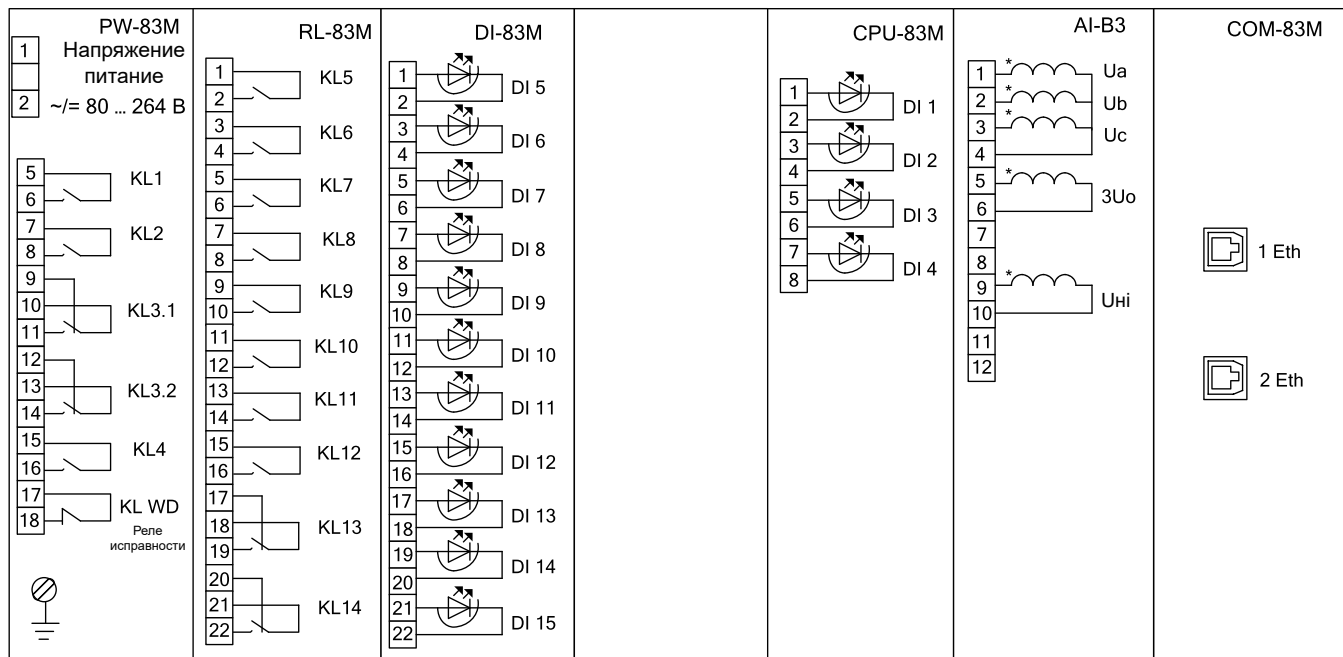 PW-83M
1
Напряжение
питание
2
~/= 80 ... 264 В
5
KL1
6
7
KL2
8
9
10
KL3.1
11
12
13
KL3.2
14
15
KL4
16
17
KL WD
18
Реле
исправности
RL-83M
1
KL5
2
3
KL6
4
5
KL7
6
7
KL8
8
9
KL9
10
11
KL10
12
13
KL11
14
15
KL12
16
17
18
KL13
19
20
21
KL14
22
DI-83M
1
DI 5
2
3
DI 6
4
5
DI 7
6
7
DI 8
8
9
DI 9
10
11
DI 10
12
13
DI 11
14
15
DI 12
16
17
DI 13
18
19
DI 14
20
21
DI 15
22
CPU-83M
1
DI 1
2
3
DI 2
4
5
DI 3
6
7
DI 4
8
AI-B3
1
*
Ua
2
*
Ub
3
*
Uc
4
5
*
3Uo
6
7
8
9
*
Uнi
10
11
12
COM-83M
1 Eth
2 Eth